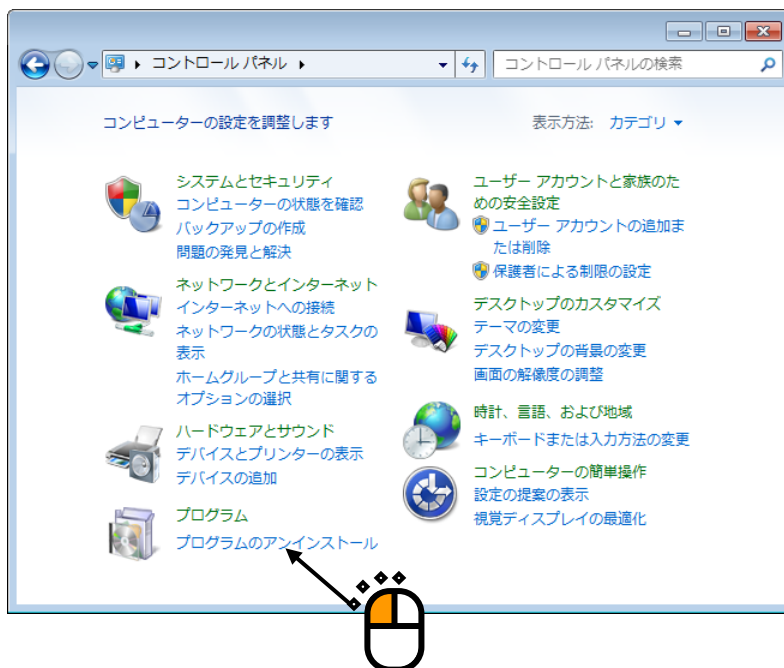 コントロール パネル
コントロール パネルの検索
コンピューターの設定を調整します
表示方法: カテゴリ
システムとセキュリティ
コンピューターの状態を確認
バックアップの作成
問題の発見と解決
ネットワークとインターネット
インターネットへの接続
ネットワークの状態とタスクの
表示
ホームグループと共有に関する
オプションの選択
ハードウェアとサウンド
デバイスとプリンターの表示
デバイスの追加
プログラム
プログラムのアンインストール
ユーザー アカウントと家族のた
めの安全設定
ユーザー アカウントの追加ま
たは削除
保護者による制限の設定
デスクトップのカスタマイズ
テーマの変更
デスクトップの背景の変更
画面の解像度の調整
時計、言語、および地域
キーボードまたは入力方法の変更
コンピューターの簡単操作
設定の提案の表示
視覚ディスプレイの最適化